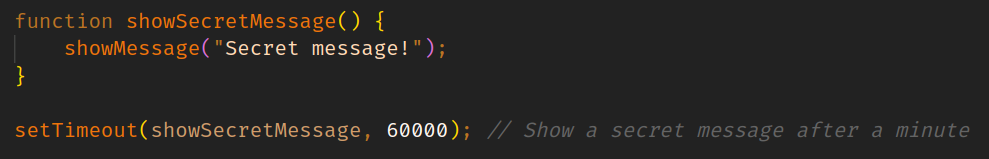 function showSecretMessage() {
    showMessage("Secret message!");
}

setTimeout(showSecretMessage, 60000); // Show a secret message after a minute